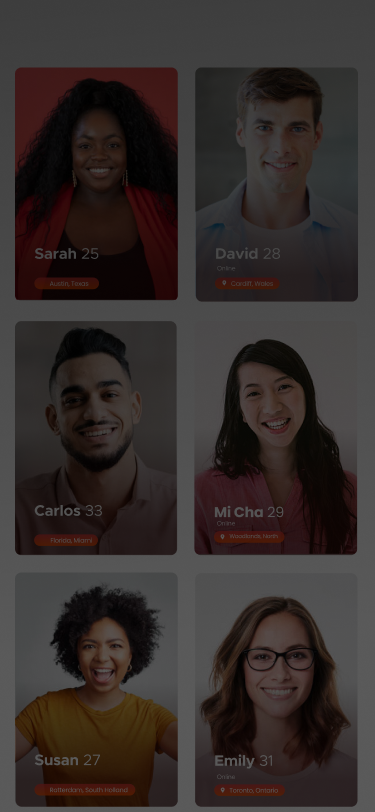 Sarah 25
Austin, Texas
David 28
Online
Cardiff, Wales
Carlos 33
Florida, Miami
Mi Cha 29
Online
Woodlands, North
Susan 27
Rotterdam, South Holland
Emily 31
Online
Toronto, Ontario